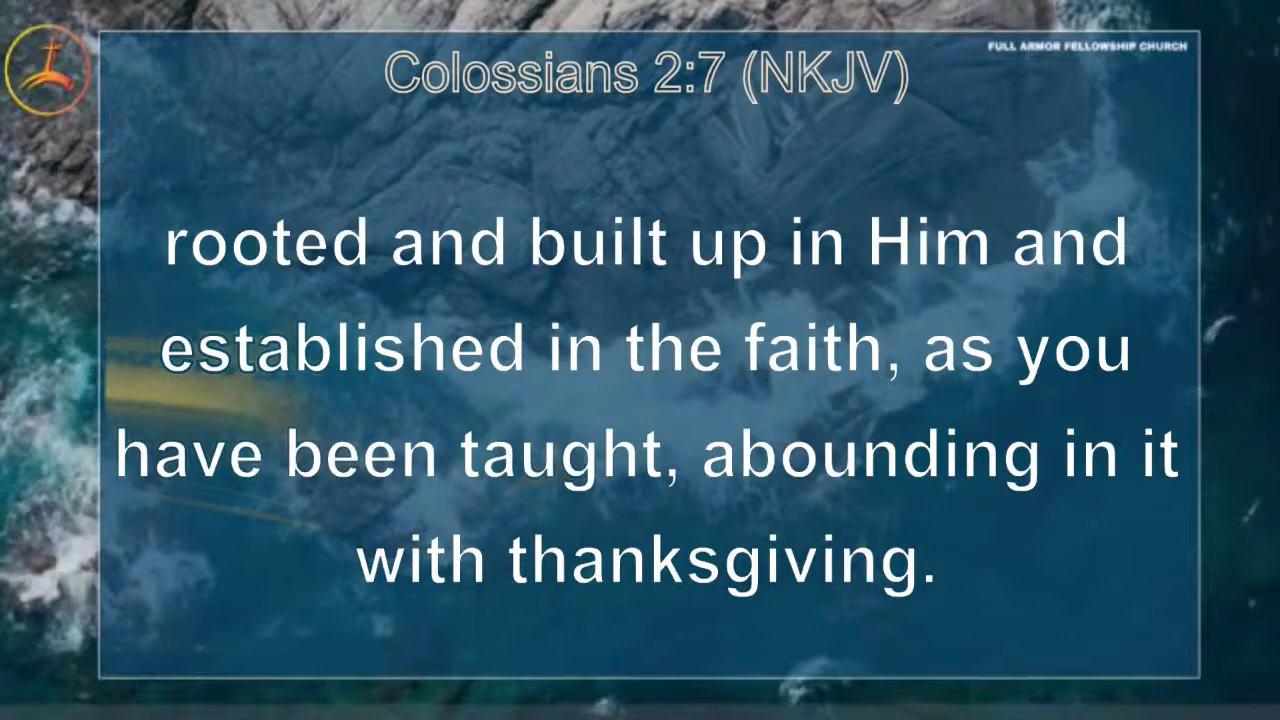 FULL ARMOR FELLOWSHIP CHURCH
Colossians 2:7 (NKJV)
rooted and built up in Him and
established in the faith, as you
have been taught, abounding in it
with thanksgiving.